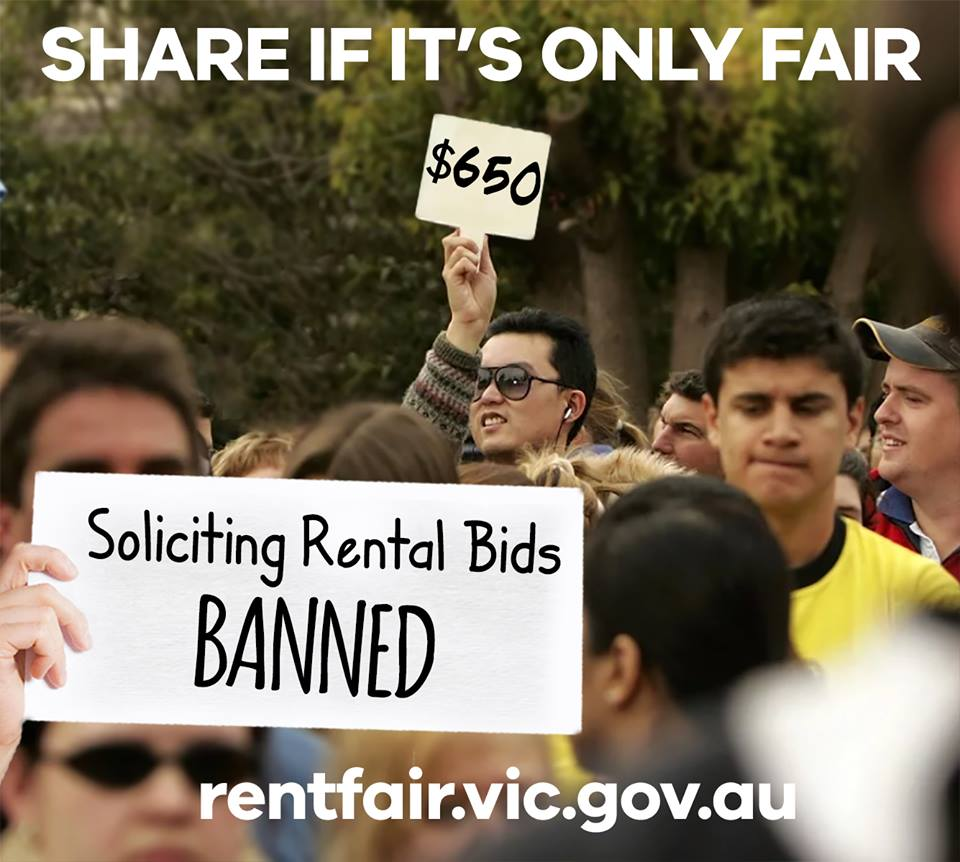 SHARE IF IT'S ONLY FAIR
$650
Soliciting Rental Bids
BANNED
rentfair.vic.gov.au